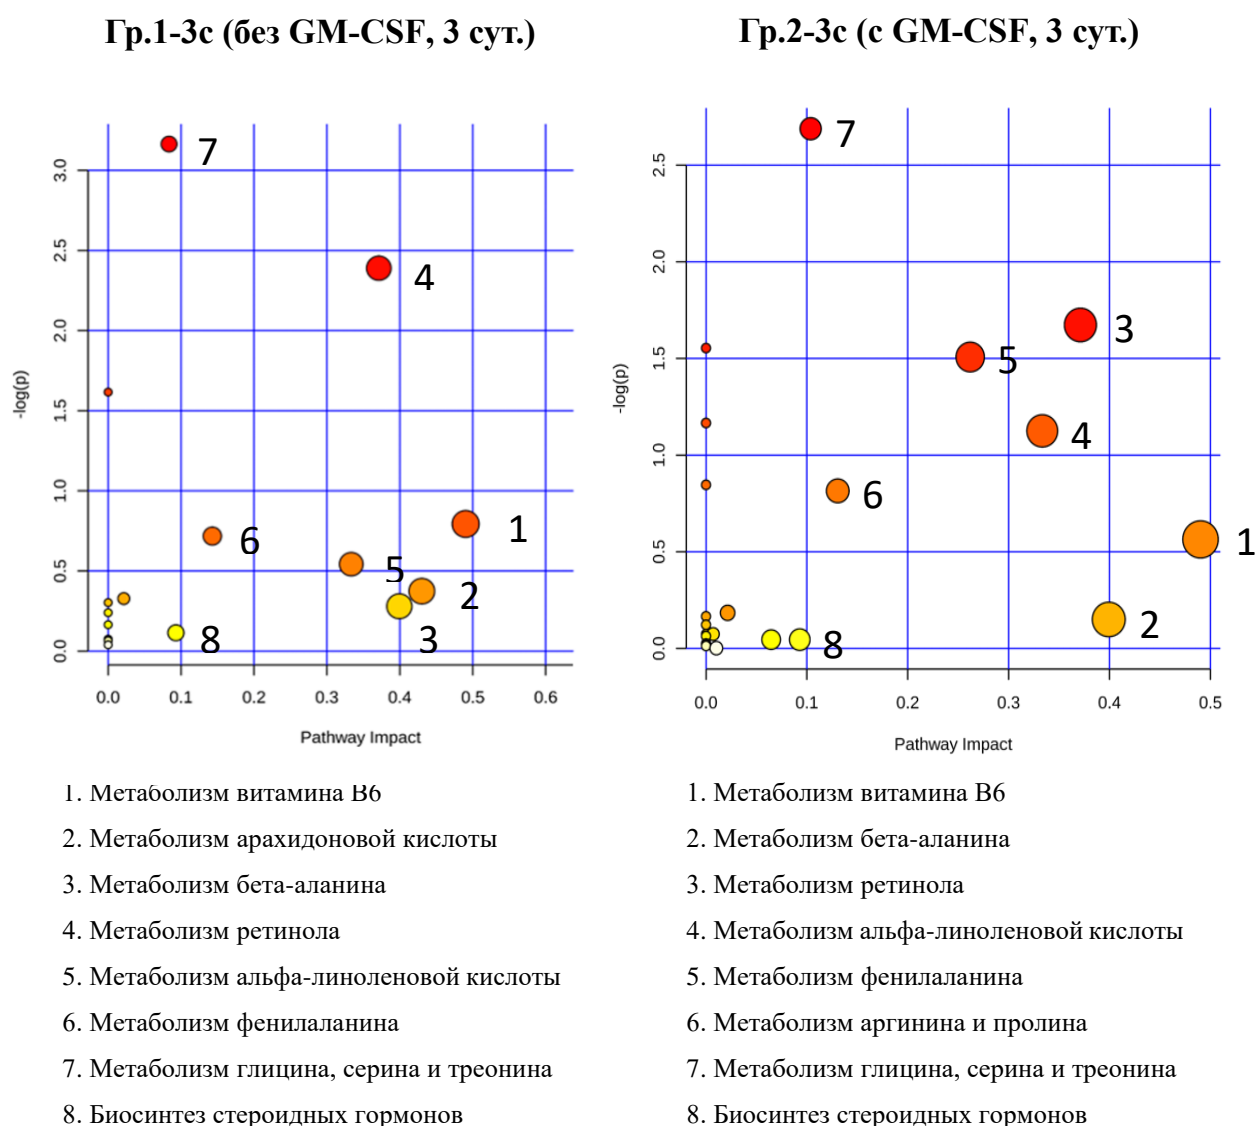 Гр.1-3с (без GM-CSF, 3 сут.)
7
4
1
6
5
2
3
8
-log(p)
3.0
2.5
2.0
1.5
1.0
0.5
0.0
0.0 0.1 0.2 0.3 0.4 0.5 0.6
Pathway Impact
1. Метаболизм витамина В6
2. Метаболизм арахидоновой кислоты
3. Метаболизм бета-аланина
4. Метаболизм ретинола
5. Метаболизм альфа-линоленовой кислоты
6. Метаболизм фенилаланина
7. Метаболизм глицина, серина и треонина
8. Биосинтез стероидных гормонов
Гр.2-3с (с GM-CSF, 3 сут.)
7
3
5
4
6
1
2
8
-log(p)
2.5
2.0
1.5
1.0
0.5
0.0
0.0 0.1 0.2 0.3 0.4 0.5
Pathway Impact
1. Метаболизм витамина В6
2. Метаболизм бета-аланина
3. Метаболизм ретинола
4. Метаболизм альфа-линоленовой кислоты
5. Метаболизм фенилаланина
6. Метаболизм аргинина и пролина
7. Метаболизм глицина, серина и треонина
8. Биосинтез стероидных гормонов